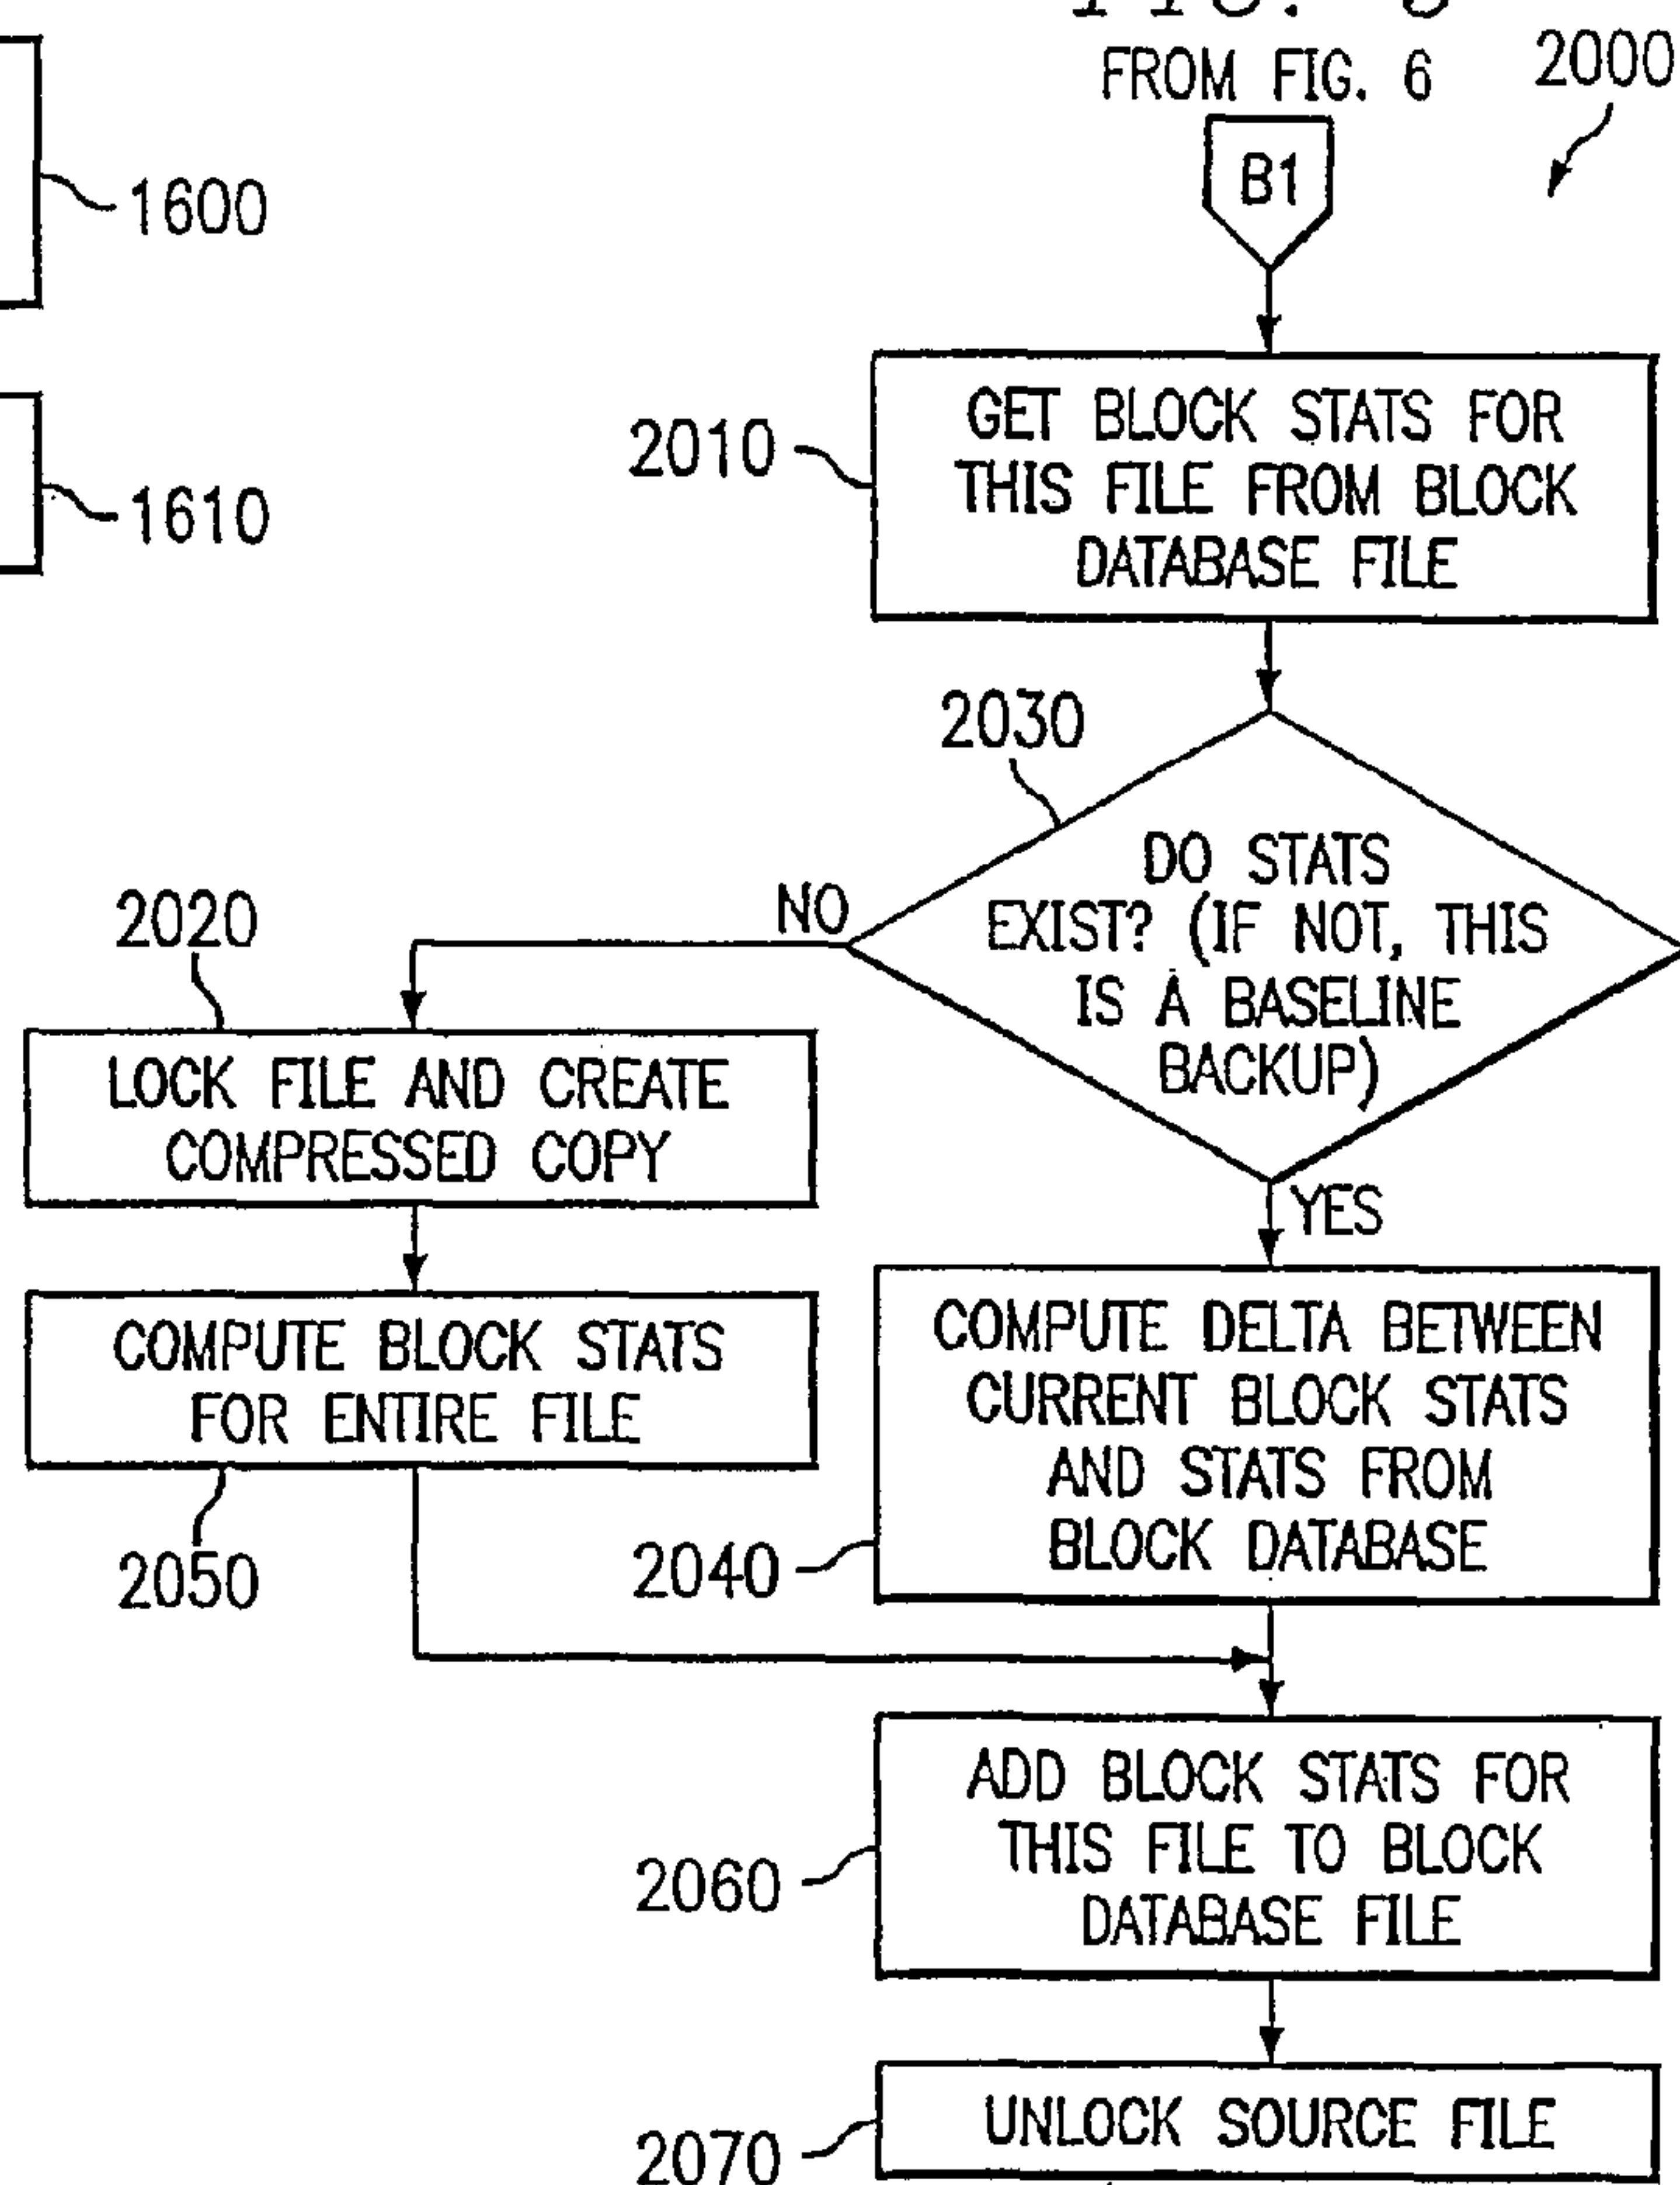 FROM FIG. 6
2000
B1
1600
1610
2010
GET BLOCK STATS FOR
THIS FILE FROM BLOCK
DATABASE FILE
2030
DO STATS
EXIST? (IF NOT, THIS
IS A BASELINE
BACKUP)
NO
YES
2020
LOCK FILE AND CREATE
COMPRESSED COPY
COMPUTE BLOCK STATS
FOR ENTIRE FILE
2050
COMPUTE DELTA BETWEEN
CURRENT BLOCK STATS
AND STATS FROM
BLOCK DATABASE
2040
ADD BLOCK STATS FOR
THIS FILE TO BLOCK
DATABASE FILE
2060
UNLOCK SOURCE FILE
2070